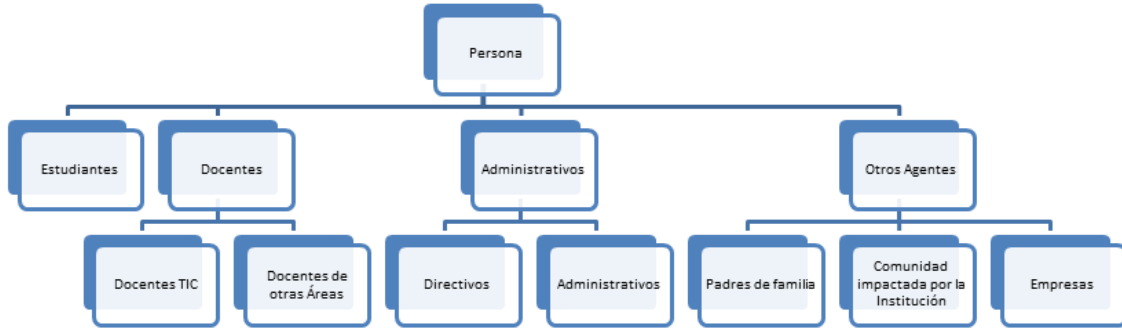 Persona
Estudiantes
Docentes
Administrativos
Otros Agentes
Docentes TIC
Docentes de
otras Áreas
Directivos
Administrativos
Padres de familia
Comunidad
impactada por la
Institución
Empresas